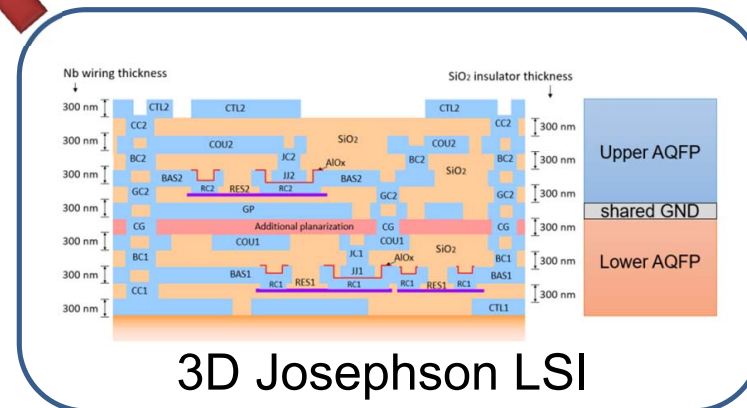 Nb wiring thickness
SiO2 insulator thickness
300 nm CTL2 CTL2 CTL2
CC2 CC2 300 nm
300 nm COU2 SiO2 COU2
BC2 JC2 AlOx BC2 BC2 300 nm
300 nm BAS2 JJ2 BAS2 SiO2
GC2 RC2 RES2 RC2 GC2 GC2 300 nm
300 nm GP
CG Additional planarization CG CG 300 nm
300 nm COU1 COU1 SiO2
BC1 JC1 AlOx BC1 300 nm
300 nm BAS1 JJ1 BAS1
CC1 RC1 RES1 RC1 RC1 RES1 RC1 300 nm
300 nm CTL1
Upper AQFP
shared GND
Lower AQFP
3D Josephson LSI